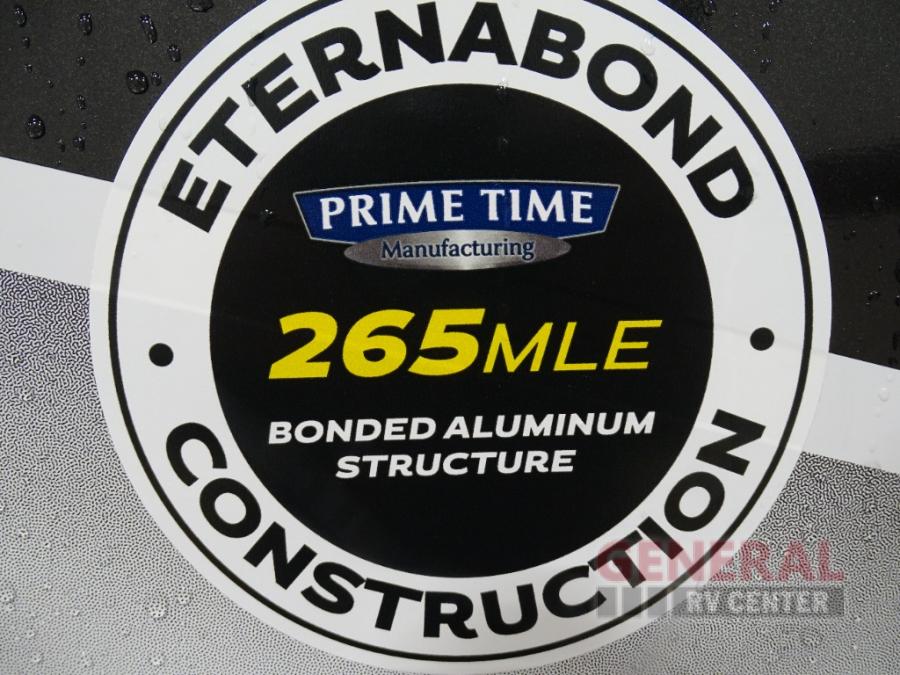 ETERNABOND
PRIME TIME
Manufacturing
265MLE
BONDED ALUMINUM
STRUCTURE
CONSTRUCTION
GENERAL
RV CENTER